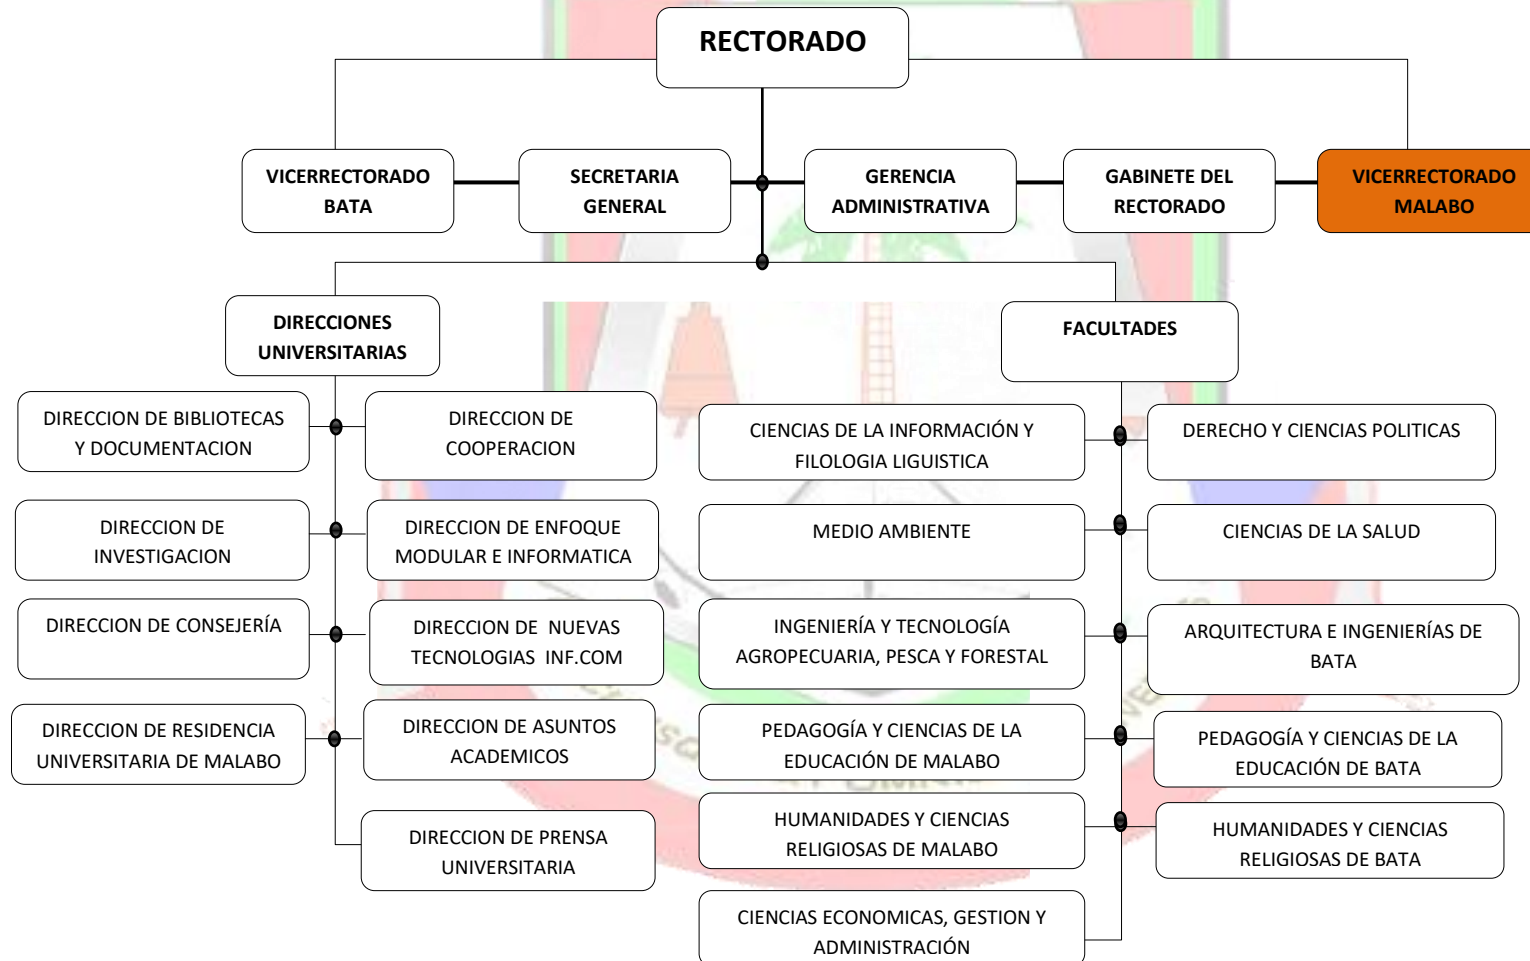 RECTORADO
VICERRECTORADO
BATA
SECRETARIA
GENERAL
GERENCIA
ADMINISTRATIVA
GABINETE DEL
RECTORADO
VICERRECTORADO
MALABO
DIRECCIONES
UNIVERSITARIAS
FACULTADES
DIRECCION DE BIBLIOTECAS
Y DOCUMENTACION
DIRECCION DE
COOPERACION
CIENCIAS DE LA INFORMACIÓN Y
FILOLOGIA LIGUISTICA
DERECHO Y CIENCIAS POLITICAS
DIRECCION DE
INVESTIGACION
DIRECCION DE ENFOQUE
MODULAR E INFORMATICA
MEDIO AMBIENTE
CIENCIAS DE LA SALUD
DIRECCION DE CONSEJERÍA
DIRECCION DE NUEVAS
TECNOLOGIAS INF.COM
INGENIERÍA Y TECNOLOGÍA
AGROPECUARIA, PESCA Y FORESTAL
ARQUITECTURA E INGENIERÍAS DE
BATA
DIRECCION DE RESIDENCIA
UNIVERSITARIA DE MALABO
DIRECCION DE ASUNTOS
ACADEMICOS
PEDAGOGÍA Y CIENCIAS DE LA
EDUCACIÓN DE MALABO
PEDAGOGÍA Y CIENCIAS DE LA
EDUCACIÓN DE BATA
DIRECCION DE PRENSA
UNIVERSITARIA
HUMANIDADES Y CIENCIAS
RELIGIOSAS DE MALABO
HUMANIDADES Y CIENCIAS
RELIGIOSAS DE BATA
CIENCIAS ECONOMICAS, GESTION Y
ADMINISTRACIÓN